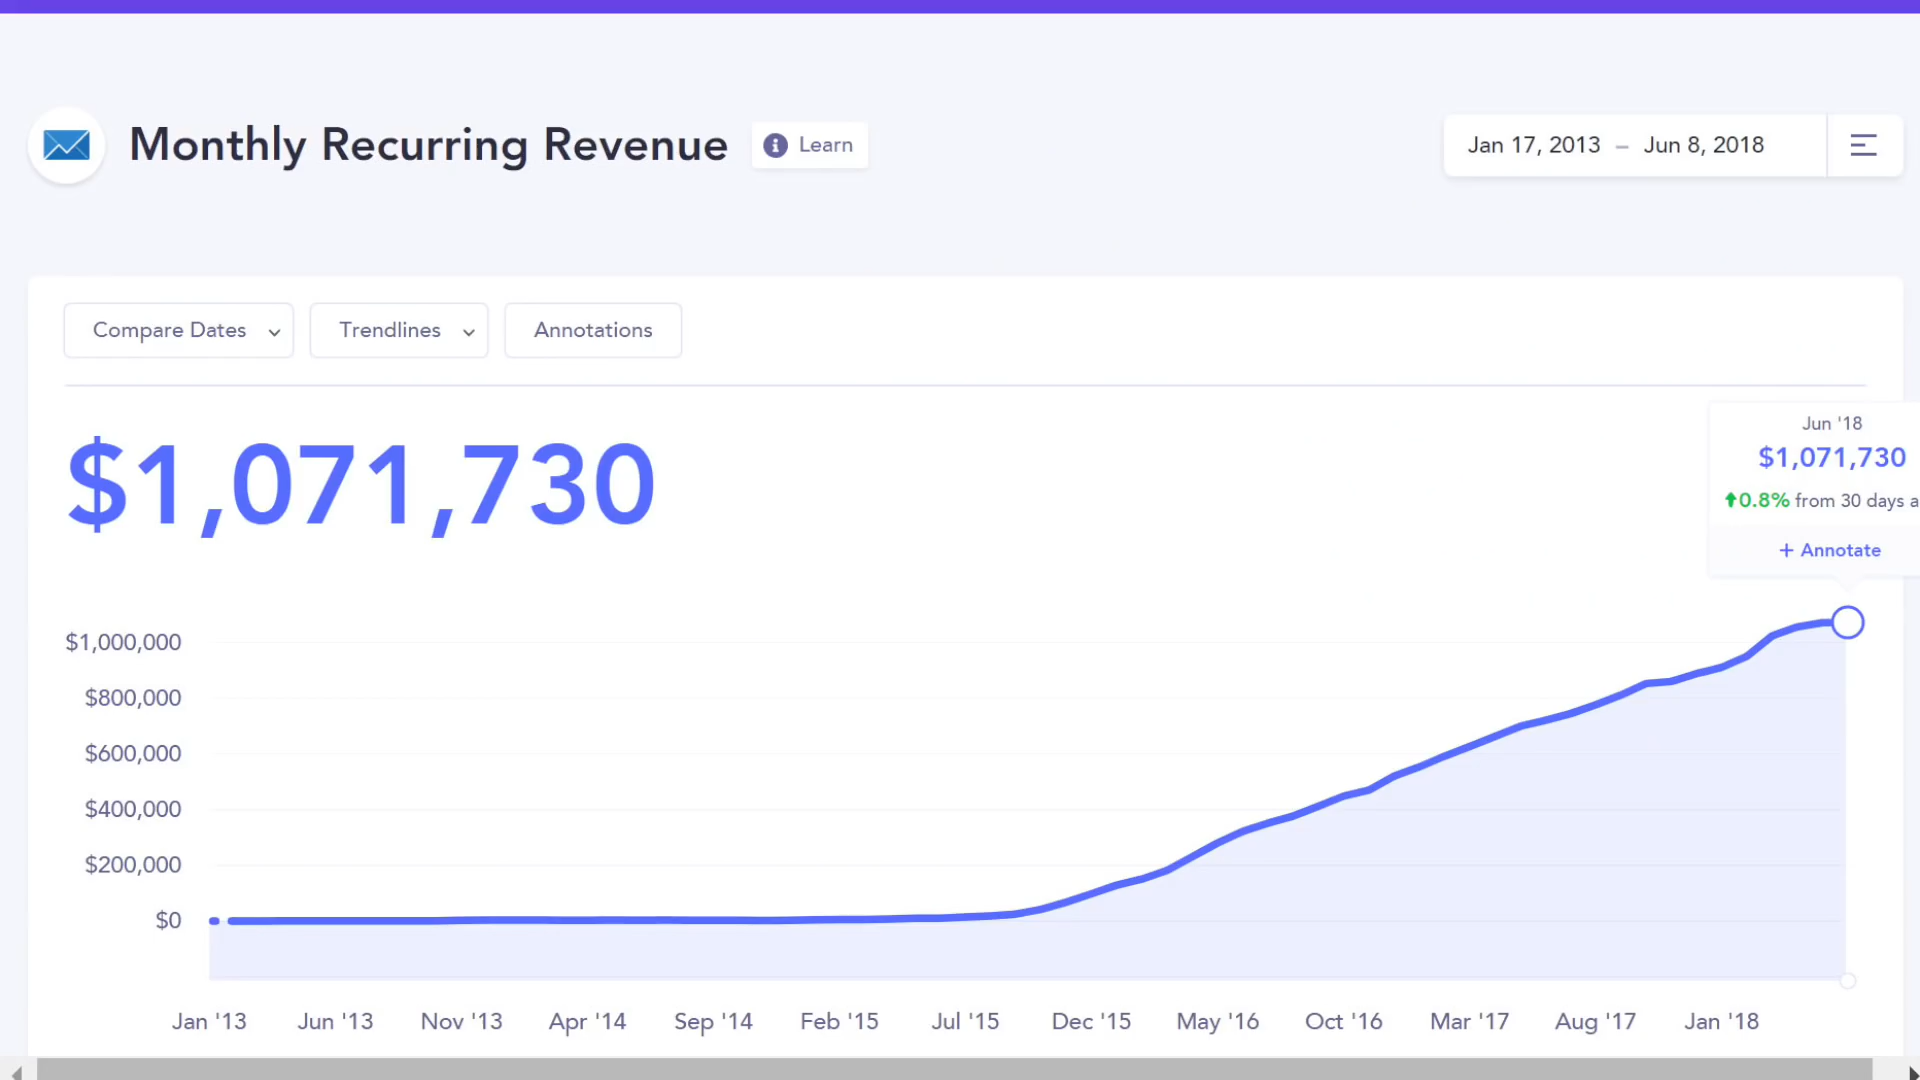 Monthly Recurring Revenue
Learn
Jan 17, 2013 – Jun 8, 2018
Compare Dates
Trendlines
Annotations
$1,071,730
Jun '18
$1,071,730
0.8% from 30 days a
+ Annotate
$1,000,000
$800,000
$600,000
$400,000
$200,000
$0
Jan '13 Jun '13 Nov '13 Apr '14 Sep '14 Feb '15 Jul '15 Dec '15 May '16 Oct '16 Mar '17 Aug '17 Jan '18